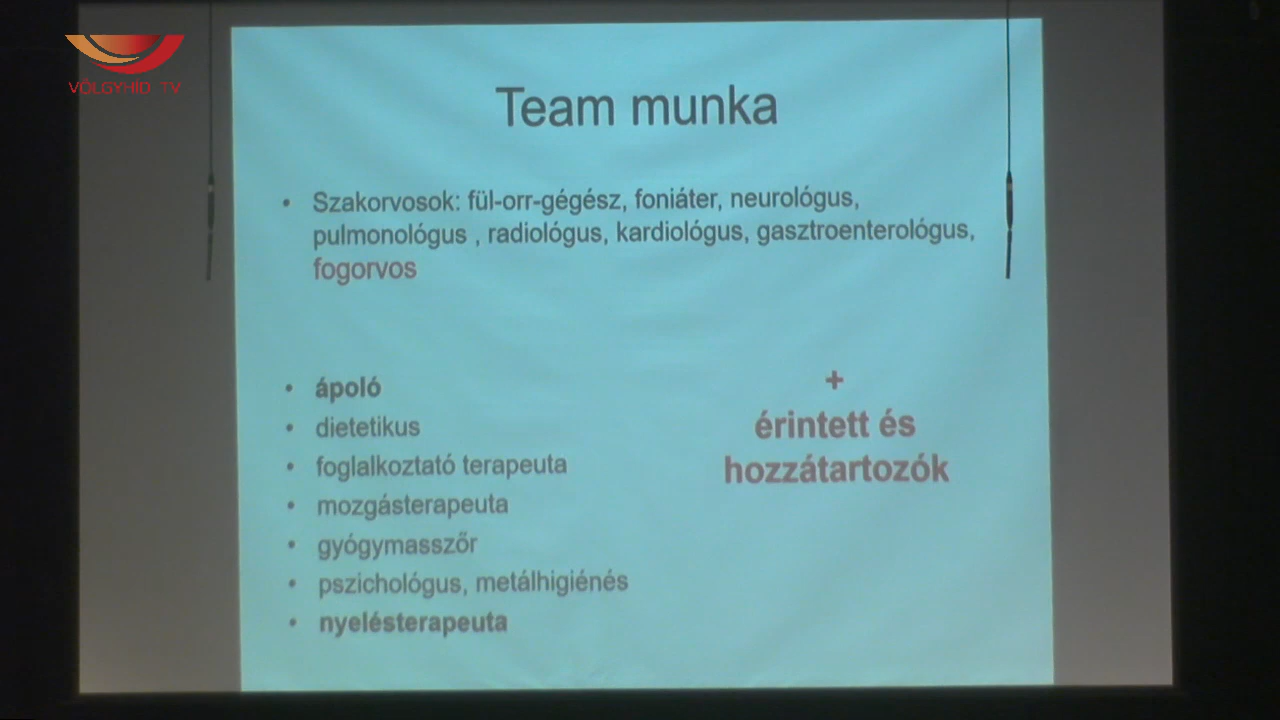 VÖLGYHÍD TV
Team munka
• Szakorvosok: fül-orr-gégész, foniáter, neurológus,
pulmonológus , radiológus, kardiológus, gasztroenterológus,
fogorvos
• ápoló
• dietetikus
• foglalkoztató terapeuta
• mozgásterapeuta
• gyógymasszőr
• pszichológus, metálhigiénés
• nyelésterapeuta
+
érintett és
hozzátartozók